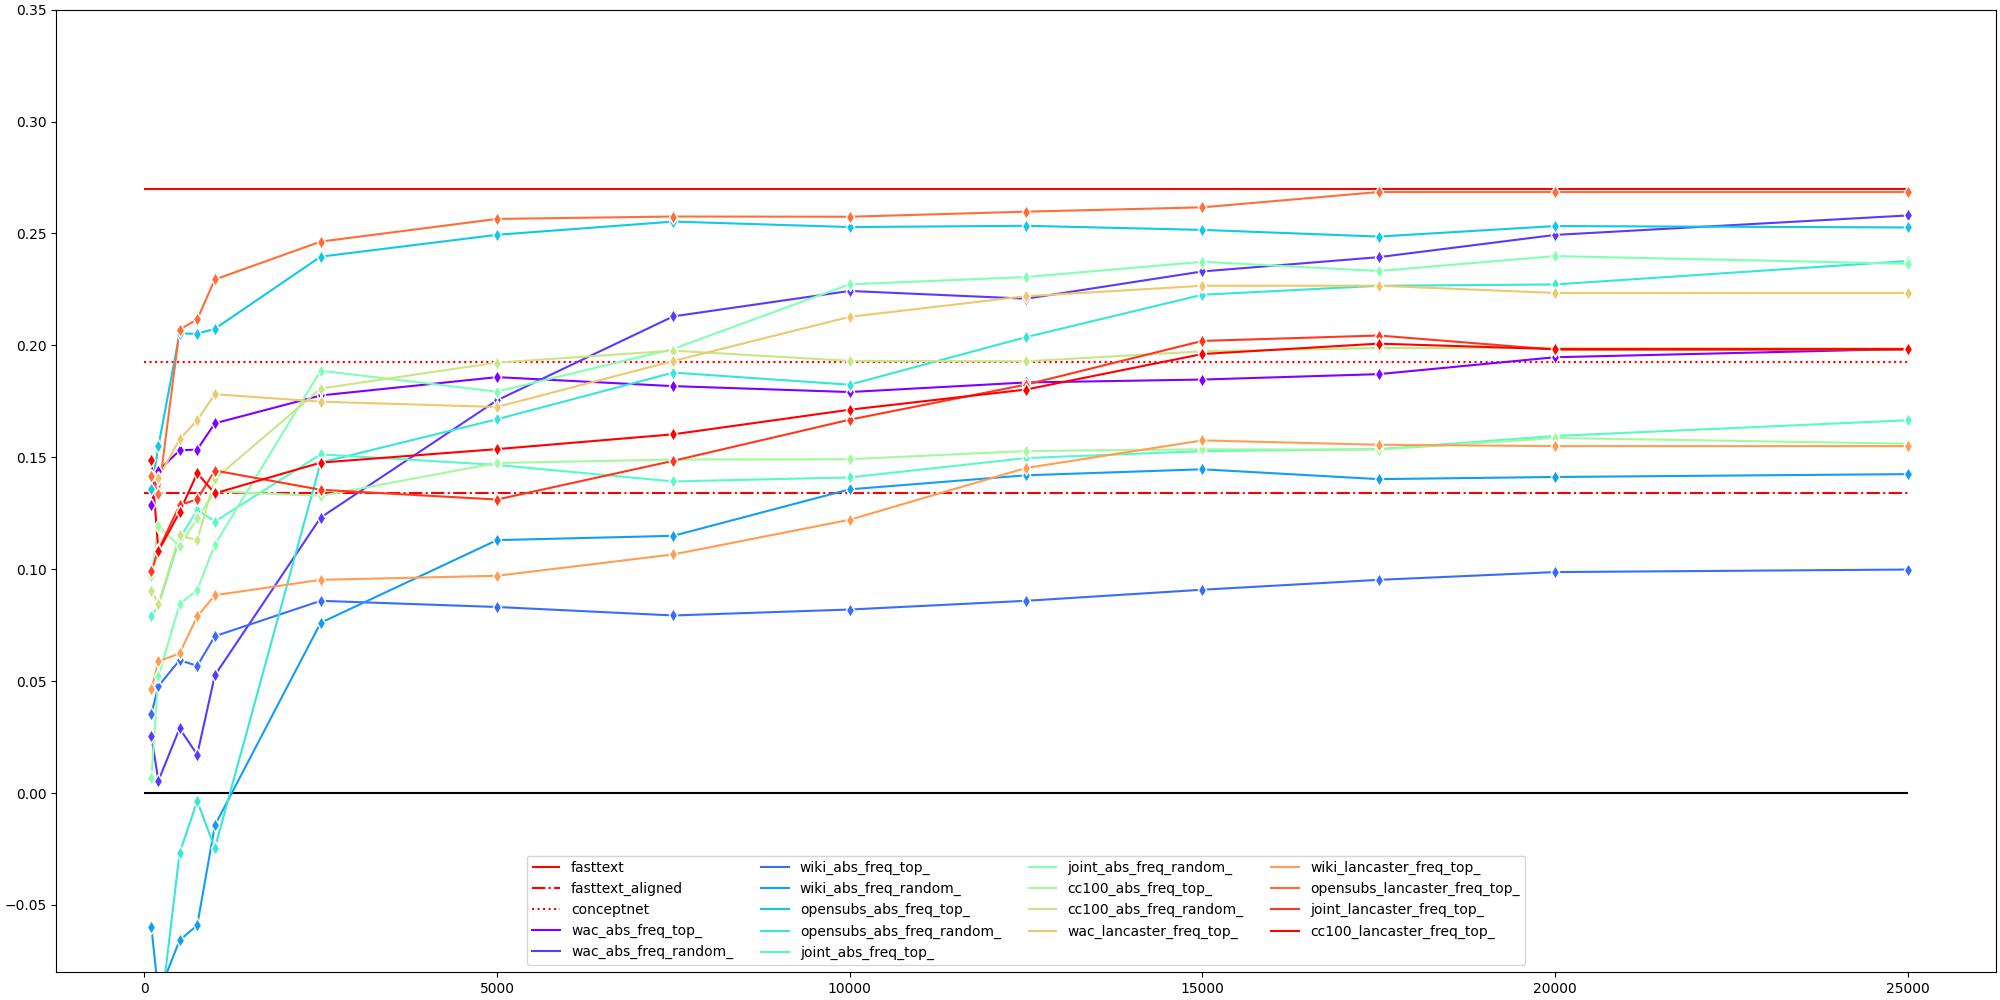 0.35
0.30
0.25
0.20
0.15
0.10
0.05
0.00
−0.05
0 5000 10000 15000 20000 25000
fasttext
fasttext_aligned
conceptnet
wac_abs_freq_top_
wac_abs_freq_random_
wiki_abs_freq_top_
wiki_abs_freq_random_
opensubs_abs_freq_top_
opensubs_abs_freq_random_
joint_abs_freq_top_
joint_abs_freq_random_
cc100_abs_freq_top_
cc100_abs_freq_random_
wac_lancaster_freq_top_
wiki_lancaster_freq_top_
opensubs_lancaster_freq_top_
joint_lancaster_freq_top_
cc100_lancaster_freq_top_